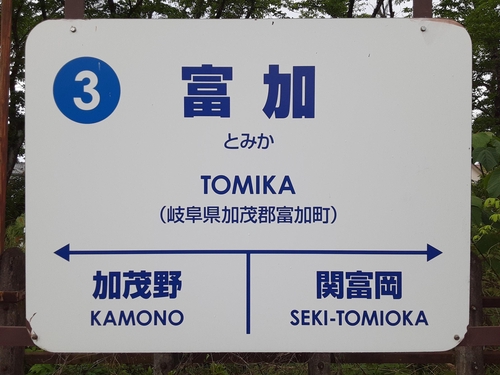 3
富加
とみか
TOMIKA
（岐阜県加茂郡富加町）
加茂野 関富岡
KAMONO SEKI-TOMIOKA